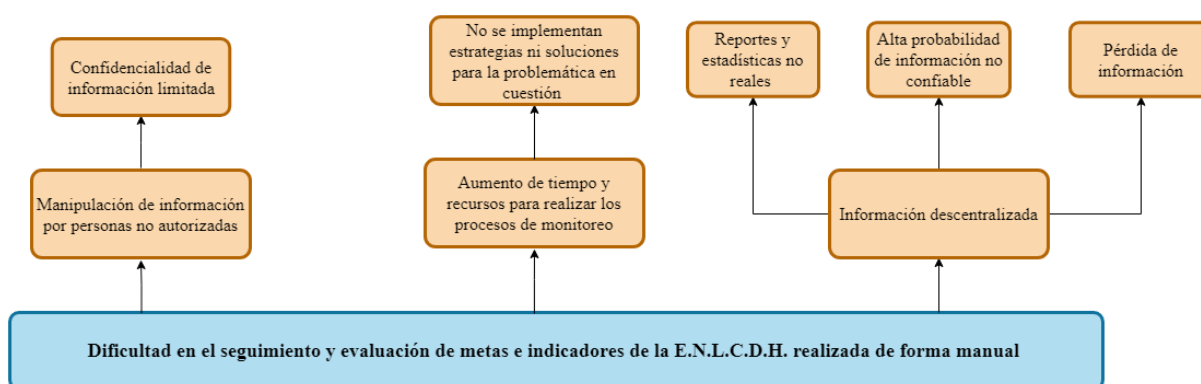 Confidencialidad de
información limitada
No se implementan
estrategias ni soluciones
para la problemática en
cuestión
Reportes y
estadísticas no
reales
Alta probabilidad
de información no
confiable
Pérdida de
información
Manipulación de información
por personas no autorizadas
Aumento de tiempo y
recursos para realizar los
procesos de monitoreo
Información descentralizada
Dificultad en el seguimiento y evaluación de metas e indicadores de la E.N.L.C.D.H. realizada de forma manual